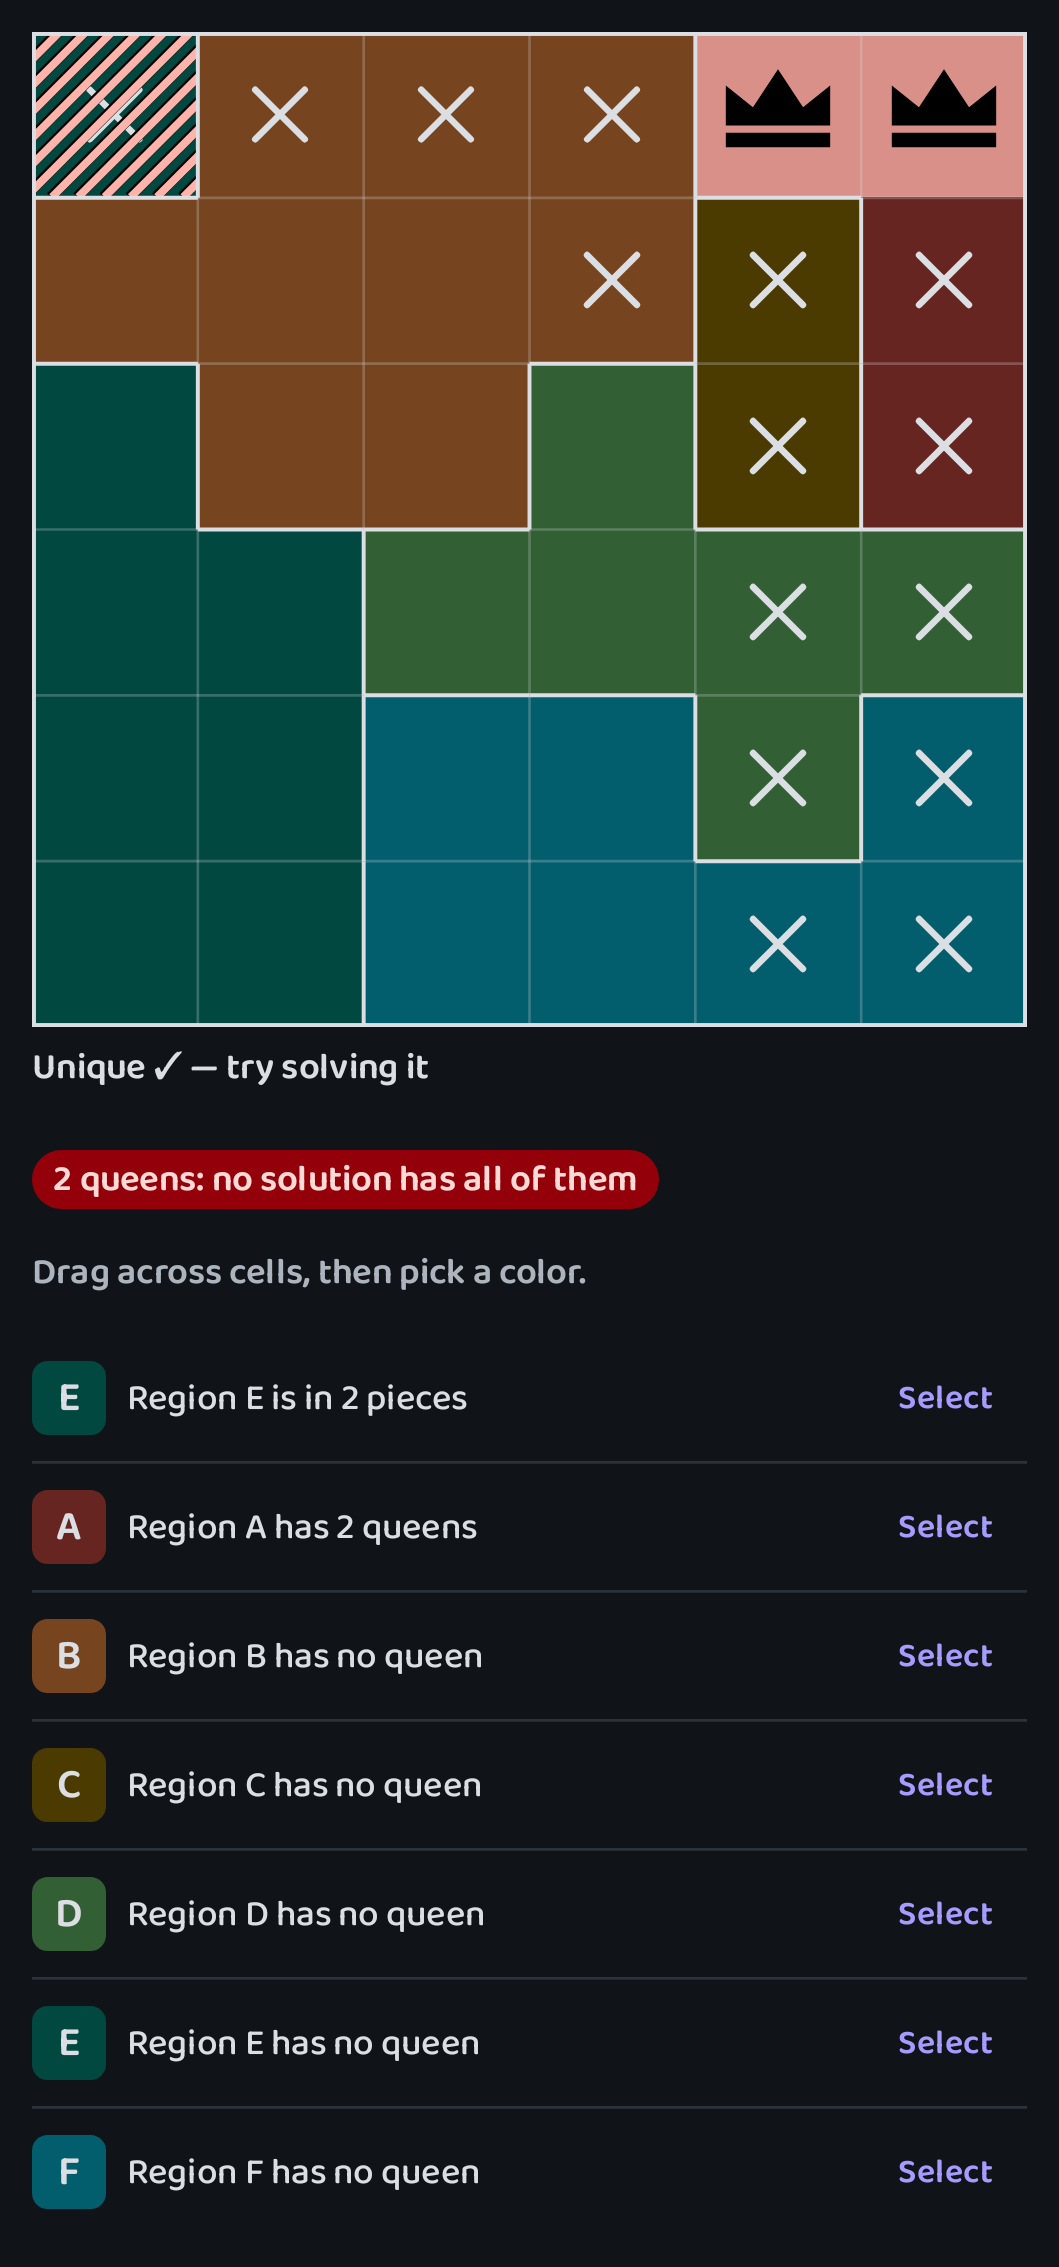 Unique ✓ — try solving it
2 queens: no solution has all of them
Drag across cells, then pick a color.
E Region E is in 2 pieces Select
A Region A has 2 queens Select
B Region B has no queen Select
C Region C has no queen Select
D Region D has no queen Select
E Region E has no queen Select
F Region F has no queen Select